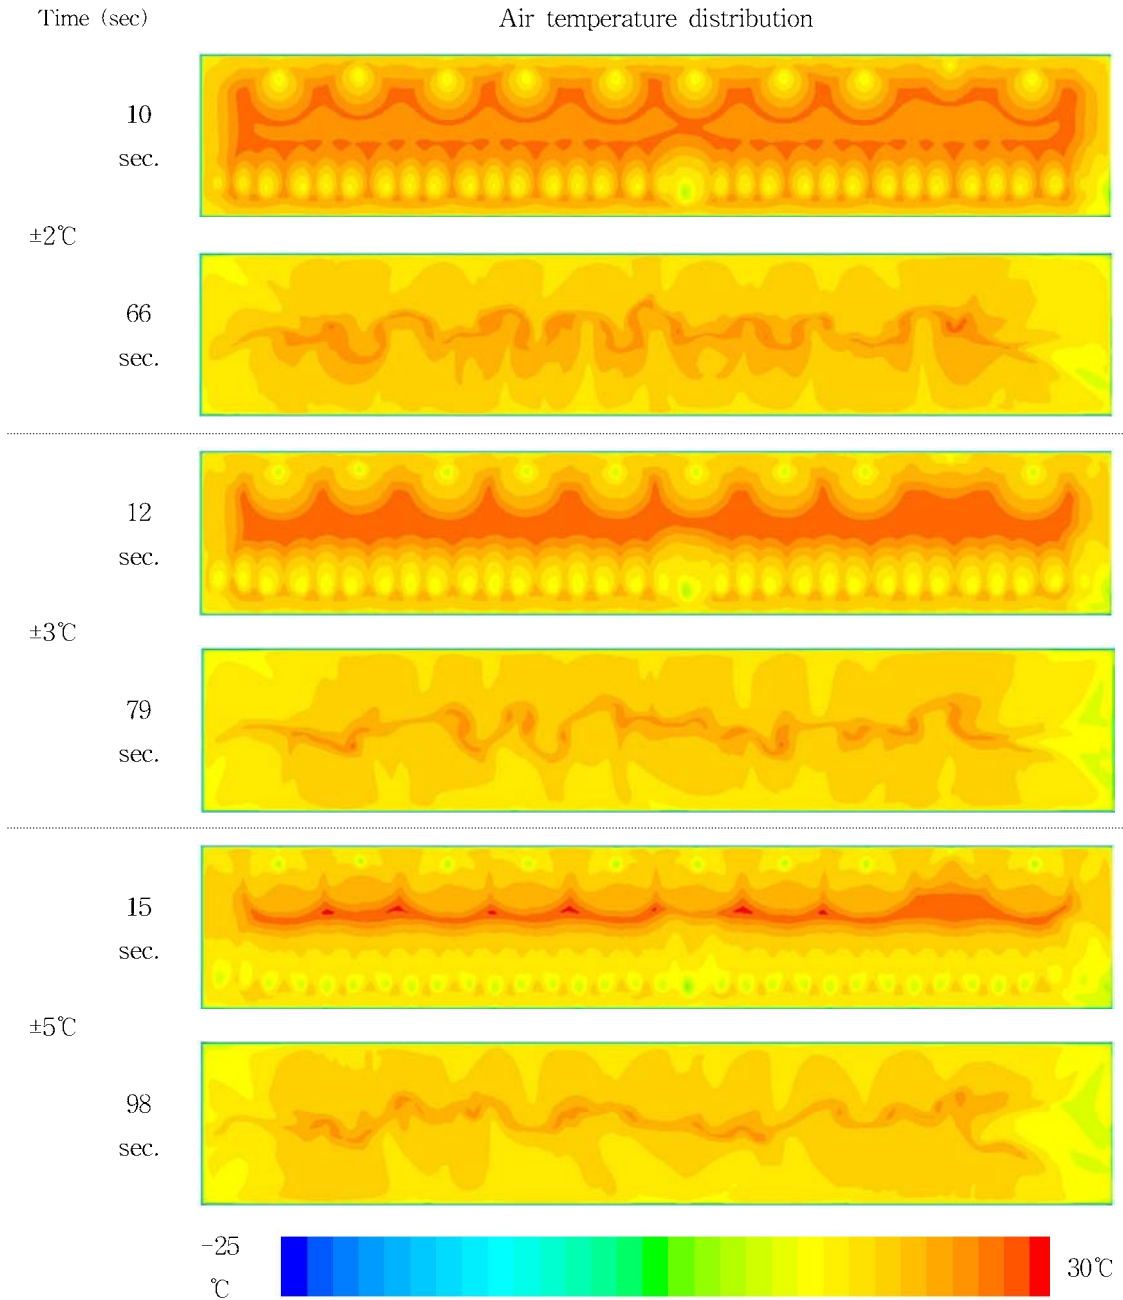 Time (sec) Air temperature distribution
10
sec.
±2℃
66
sec.
12
sec.
±3℃
79
sec.
15
sec.
±5℃
98
sec.
-25
℃
30℃